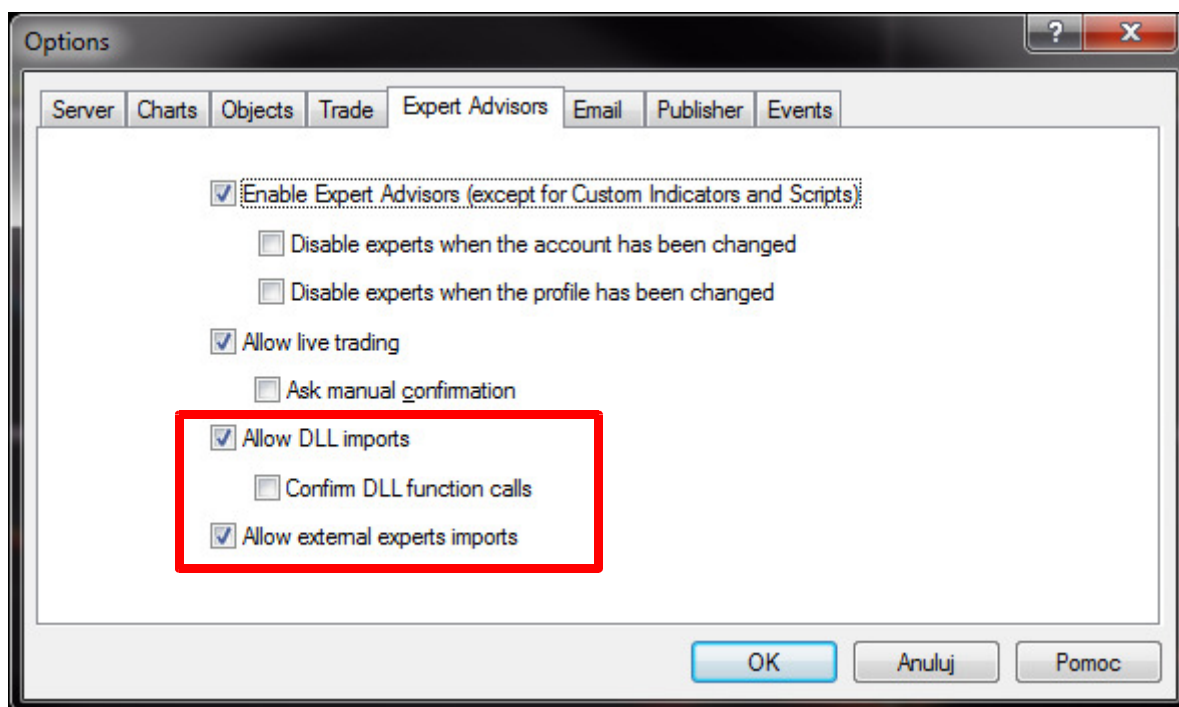 Options
?
X
Server Charts Objects Trade Expert Advisors Email Publisher Events
Enable Expert Advisors (except for Custom Indicators and Scripts)
Disable experts when the account has been changed
Disable experts when the profile has been changed
Allow live trading
Ask manual confirmation
Allow DLL imports
Confirm DLL function calls
Allow external experts imports
OK Anuluj Pomoc